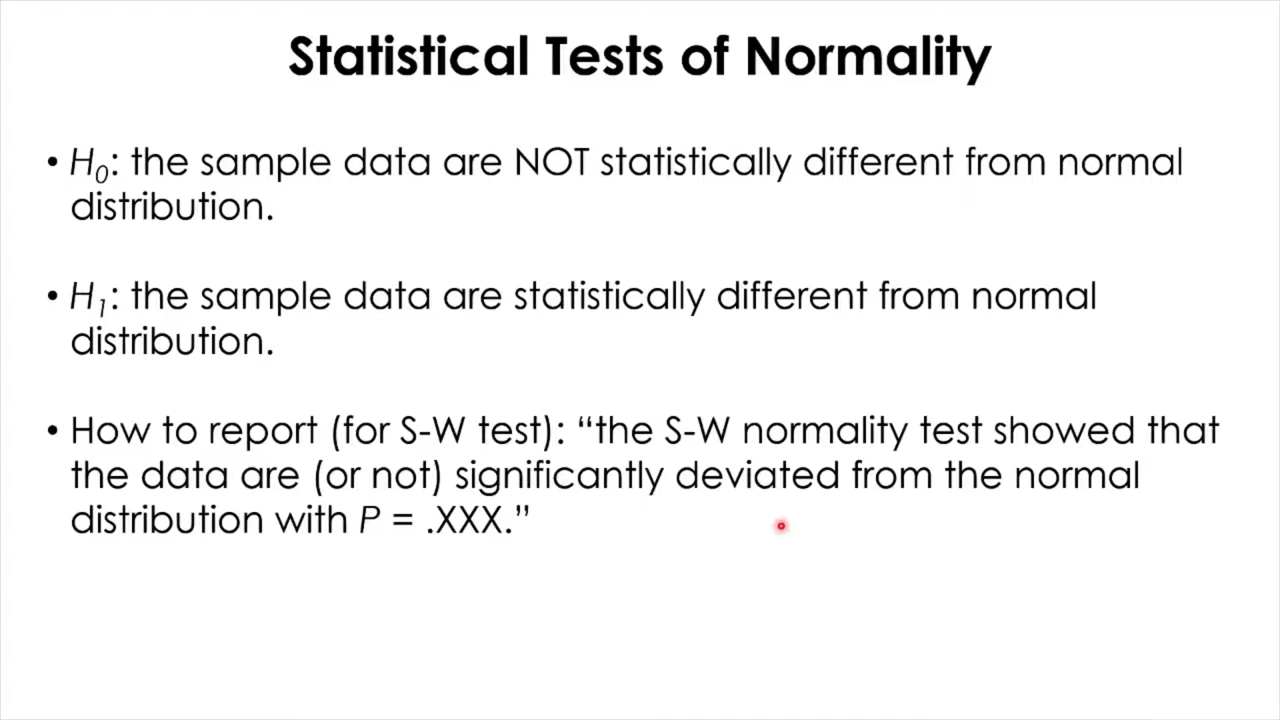 Statistical Tests of Normality
• H₀: the sample data are NOT statistically different from normal
distribution.
• H₁: the sample data are statistically different from normal
distribution.
• How to report (for S-W test): “the S-W normality test showed that
the data are (or not) significantly deviated from the normal
distribution with P = .XXX.”